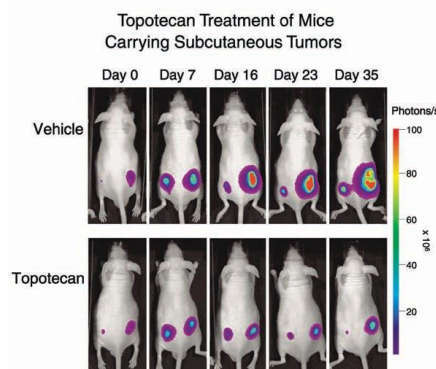 Topotecan Treatment of Mice
Carrying Subcutaneous Tumors
Day 0 Day 7 Day 16 Day 23 Day 35
Photons/s
Vehicle
100
80
60
x 10⁶
40
20
Topotecan